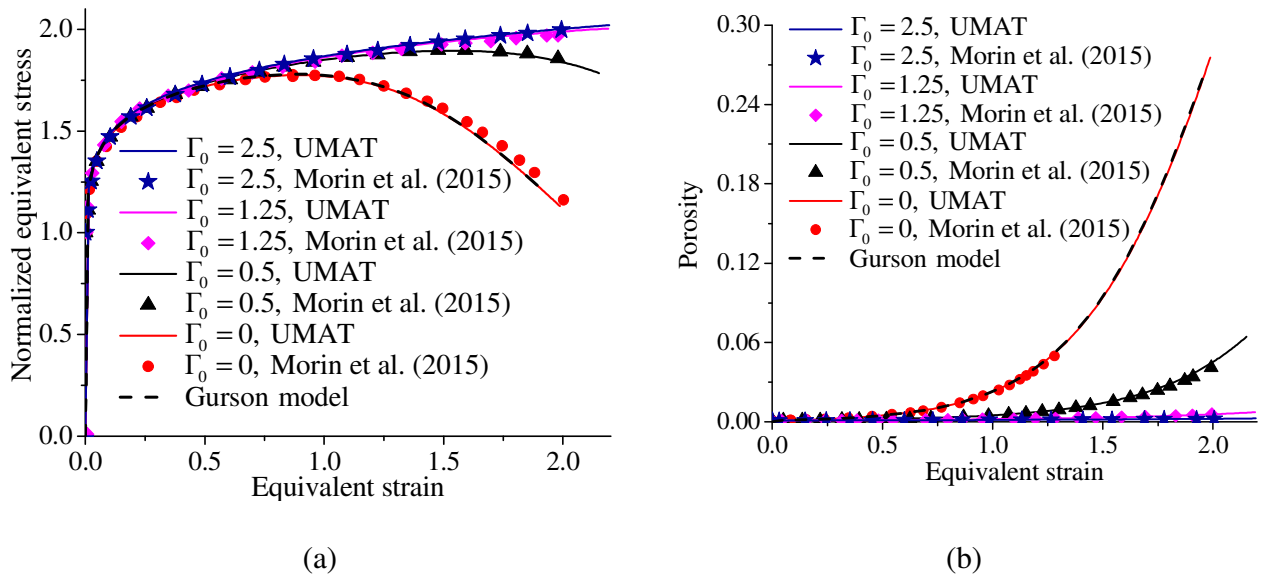 Normalized equivalent stress
2.0
1.5
1.0
0.5
0.0
Γ0 = 2.5, UMAT
Γ0 = 2.5, Morin et al. (2015)
Γ0 = 1.25, UMAT
Γ0 = 1.25, Morin et al. (2015)
Γ0 = 0.5, UMAT
Γ0 = 0.5, Morin et al. (2015)
Γ0 = 0, UMAT
Γ0 = 0, Morin et al. (2015)
Gurson model
0.0 0.5 1.0 1.5 2.0
Equivalent strain
(a)
Porosity
0.30
0.24
0.18
0.12
0.06
0.00
Γ0 = 2.5, UMAT
Γ0 = 2.5, Morin et al. (2015)
Γ0 = 1.25, UMAT
Γ0 = 1.25, Morin et al. (2015)
Γ0 = 0.5, UMAT
Γ0 = 0.5, Morin et al. (2015)
Γ0 = 0, UMAT
Γ0 = 0, Morin et al. (2015)
Gurson model
0.0 0.5 1.0 1.5 2.0
Equivalent strain
(b)